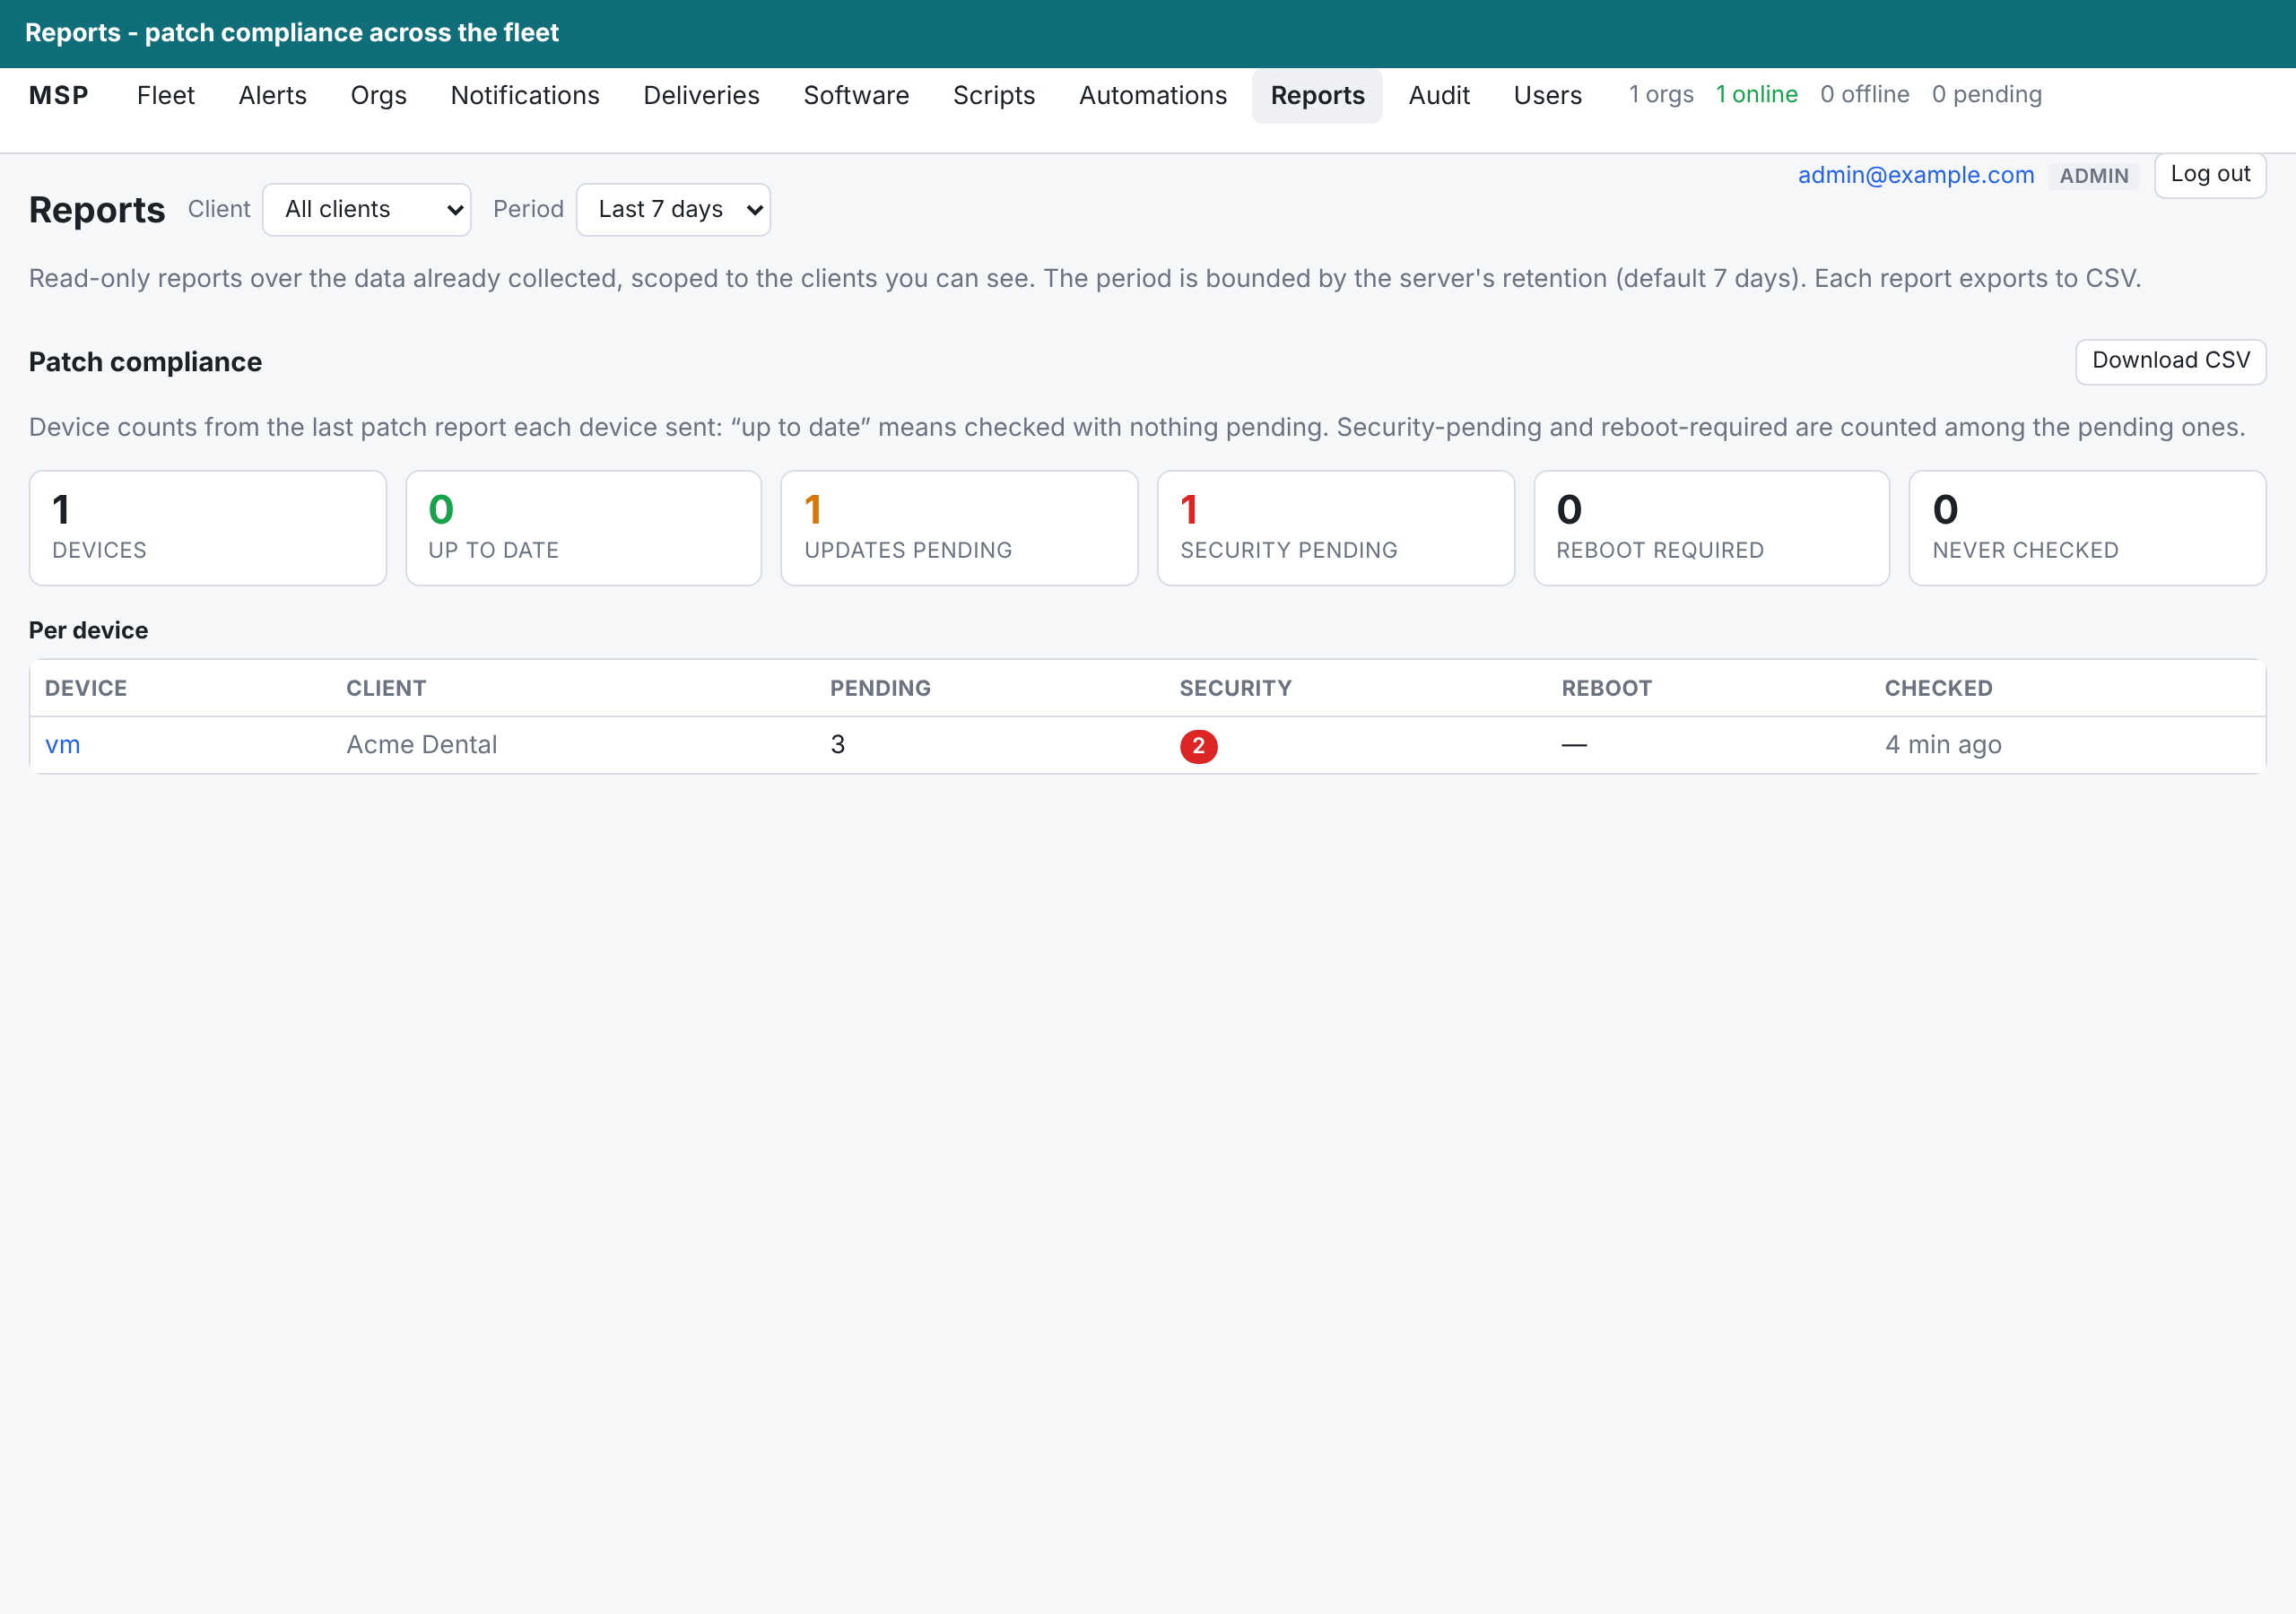 Reports - patch compliance across the fleet
MSP Fleet Alerts Orgs Notifications Deliveries Software Scripts Automations Reports Audit Users 1 orgs 1 online 0 offline 0 pending
admin@example.com ADMIN Log out
Reports Client All clients Period Last 7 days
Read-only reports over the data already collected, scoped to the clients you can see. The period is bounded by the server's retention (default 7 days). Each report exports to CSV.
Patch compliance Download CSV
Device counts from the last patch report each device sent: “up to date” means checked with nothing pending. Security-pending and reboot-required are counted among the pending ones.
1 0 1 1 0 0
DEVICES UP TO DATE UPDATES PENDING SECURITY PENDING REBOOT REQUIRED NEVER CHECKED
Per device
DEVICE CLIENT PENDING SECURITY REBOOT CHECKED
vm Acme Dental 3 2 — 4 min ago